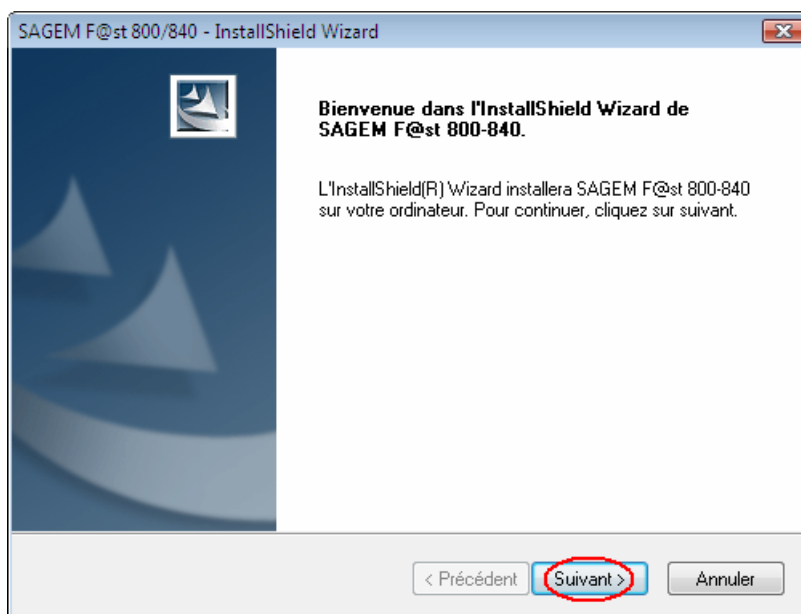 SAGEM F@st 800/840 - InstallShield Wizard
Bienvenue dans l'InstallShield Wizard de
SAGEM F@st 800-840.
L'InstallShield(R) Wizard installera SAGEM F@st 800-840
sur votre ordinateur. Pour continuer, cliquez sur suivant.
< Précédent Suivant > Annuler